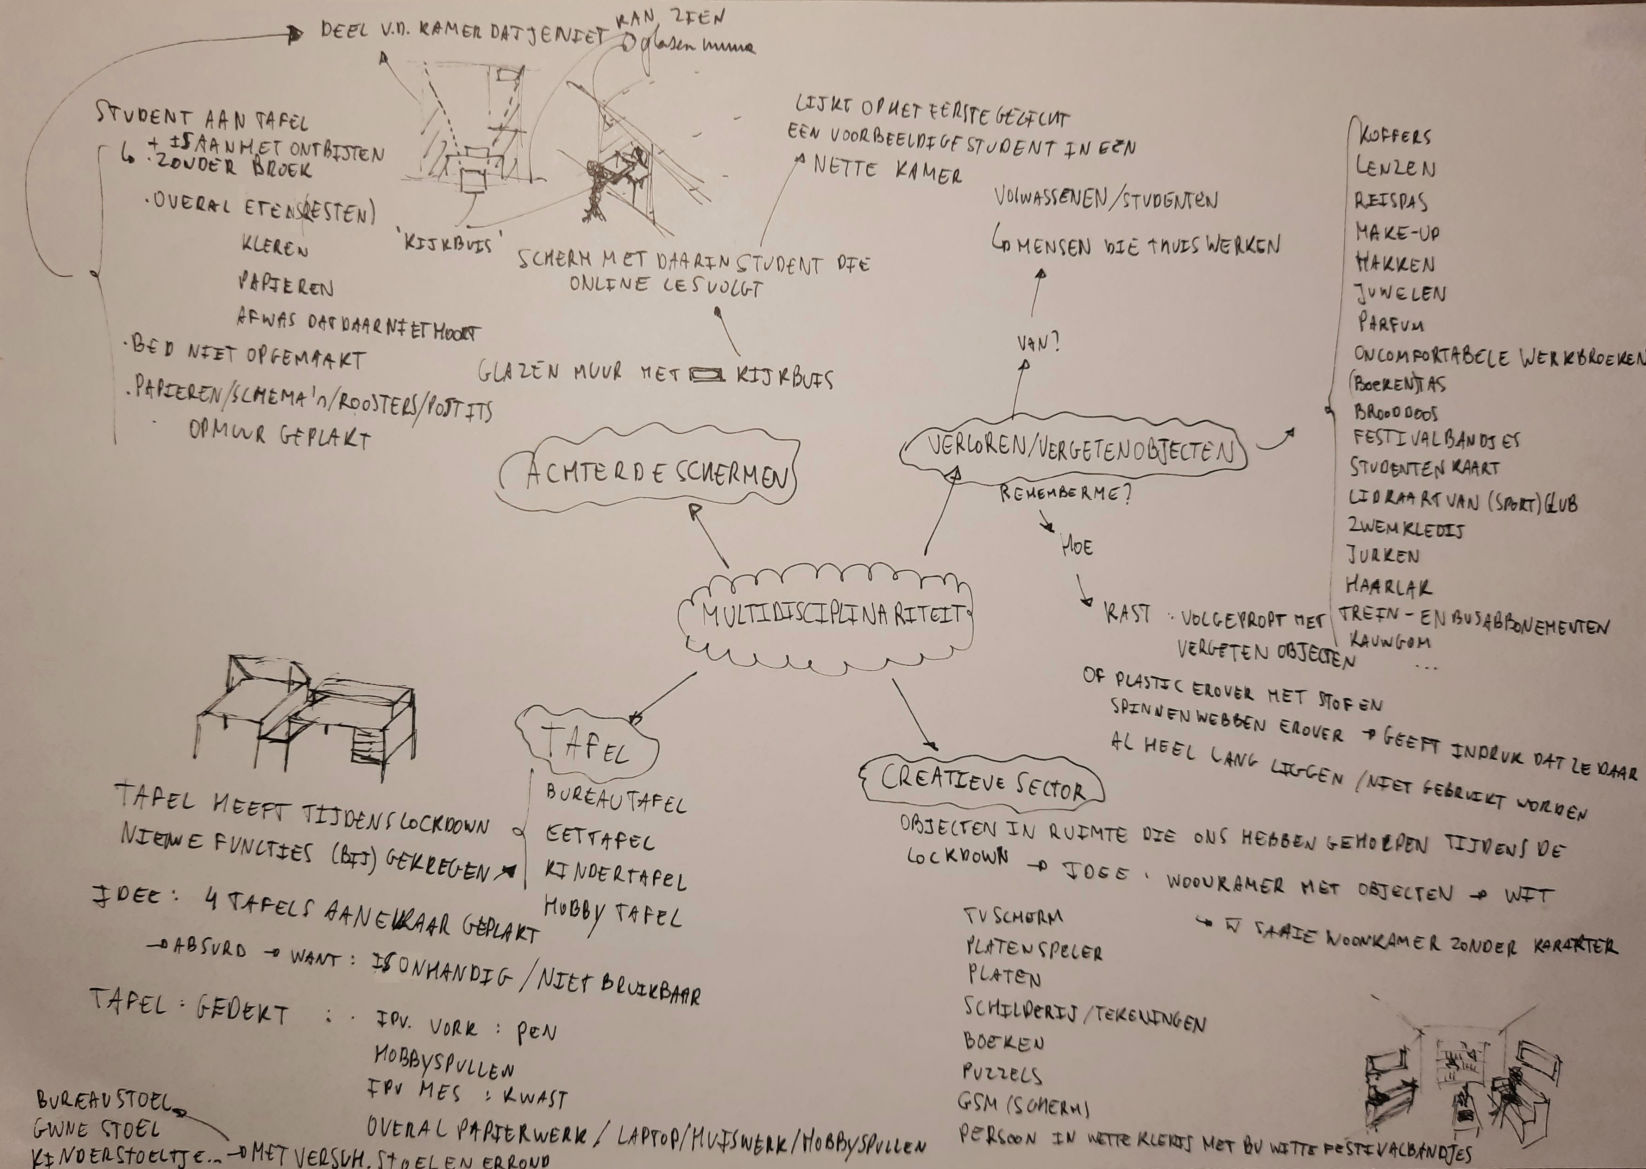 DEEL V.D. KAMER DAT JE NIET KAN ZIEN
glazen muur
STUDENT AAN TAFEL
+ IS AAN HET ONTBIJTEN
· ZONDER BROEK
· OVERAL ETENS(RESTEN)
KLEREN
PAPIEREN
AFWAS DAT DAAR NIET HOORT
· BED NIET OPGEMAAKT
· PAPIEREN/SCHEMA'S/ROOSTERS/POSTITS
OP MUUR GEPLAKT
'KIJKBUIS'
LIJKT OP HET EERSTE GEZICHT
EEN VOORBEELDIGE STUDENT IN EEN
NETTE KAMER
SCHERM MET DAARIN STUDENT DIE
ONLINE LES VOLGT
GLAZEN MUUR MET KIJKBUIS
ACHTER DE SCHERMEN
VOLWASSENEN/STUDENTEN
↳ MENSEN DIE THUIS WERKEN
VAN?
VERLOREN/VERGETEN OBJECTEN
REMEMBER ME?
HOE
KAST : VOLGEPROPT MET
VERGETEN OBJECTEN
OF PLASTIC EROVER MET STOF EN
SPINNENWEBBEN EROVER → GEEFT INDRUK DAT ZE DAAR
AL HEEL LANG LIGGEN / NIET GEBRUIKT WORDEN
KOFFERS
LENZEN
REISPAS
MAKE-UP
HAKKEN
JUWELEN
PARFUM
ONCOMFORTABELE WERKBROEKEN
(BOEKEN)TAS
BROODDOOS
FESTIVALBANDJES
STUDENTENKAART
LIDKAART VAN (SPORT)CLUB
ZWEMKLEDIJ
JURKEN
HAARLAK
TREIN- EN BUSABBONEMENTEN
KAUWGOM
...
MULTIDISCIPLINARITEIT
TAFEL
BUREAUTAFEL
EETTAFEL
KINDERTAFEL
HOBBYTAFEL
TAFEL HEEFT TIJDENS LOCKDOWN
NIEUWE FUNCTIES (BIJ) GEKREGEN
IDEE : 4 TAFELS AAN ELKAAR GEPLAKT
→ ABSURD → WANT : IS ONHANDIG / NIET BRUIKBAAR
TAFEL : GEDEKT : · IPV. VORK : PEN
HOBBYSPULLEN
IPV MES : KWAST
OVERAL PAPIERWERK / LAPTOP/HUISWERK/HOBBYSPULLEN
BUREAUSTOEL
GWNE STOEL
KINDERSTOELTJE... → MET VERSCH. STOELEN ERROND
CREATIEVE SECTOR
OBJECTEN IN RUIMTE DIE ONS HEBBEN GEHOLPEN TIJDENS DE
LOCKDOWN → IDEE : WOONKAMER MET OBJECTEN → WIT
↳ SAAIE WOONKAMER ZONDER KARAKTER
TV SCHERM
PLATENSPELER
PLATEN
SCHILDERIJ/TEKENINGEN
BOEKEN
PUZZELS
GSM (SCHERM)
PERSOON IN WITTE KLEDIJ MET BV WITTE FESTIVALBANDJES